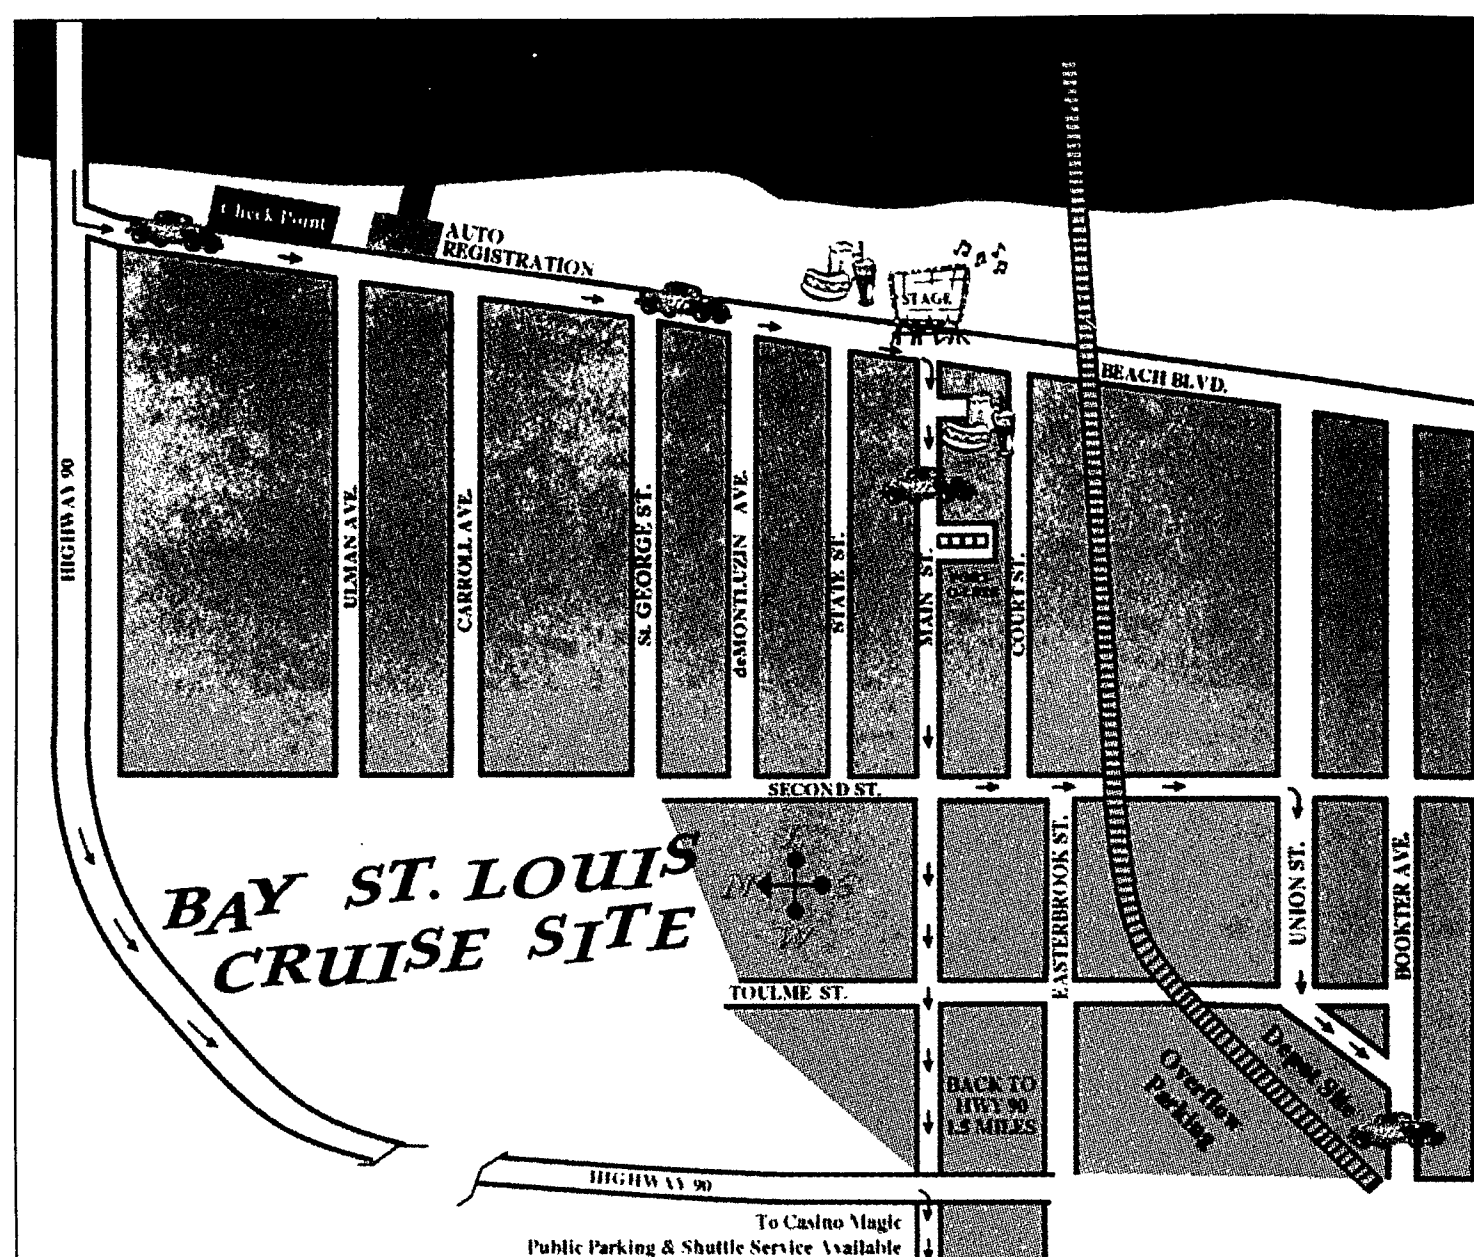 Check Point
AUTO
REGISTRATION
STAGE
BEACH BLVD.
HIGHWAY 90
ULMAN AVE.
CARROLL AVE.
St. GEORGE ST.
deMONTLUZIN AVE.
STATE ST.
MAIN ST.
POST
OFFICE
COURT ST.
SECOND ST.
BAY ST. LOUIS
CRUISE SITE
E
N S
W
EASTERBROOK ST.
UNION ST.
BOOKTER AVE.
TOULME ST.
BACK TO
HWY 90
1.5 MILES
Overflow
Parking
Depot Site
HIGHWAY 90
To Casino Magic
Public Parking & Shuttle Service Available